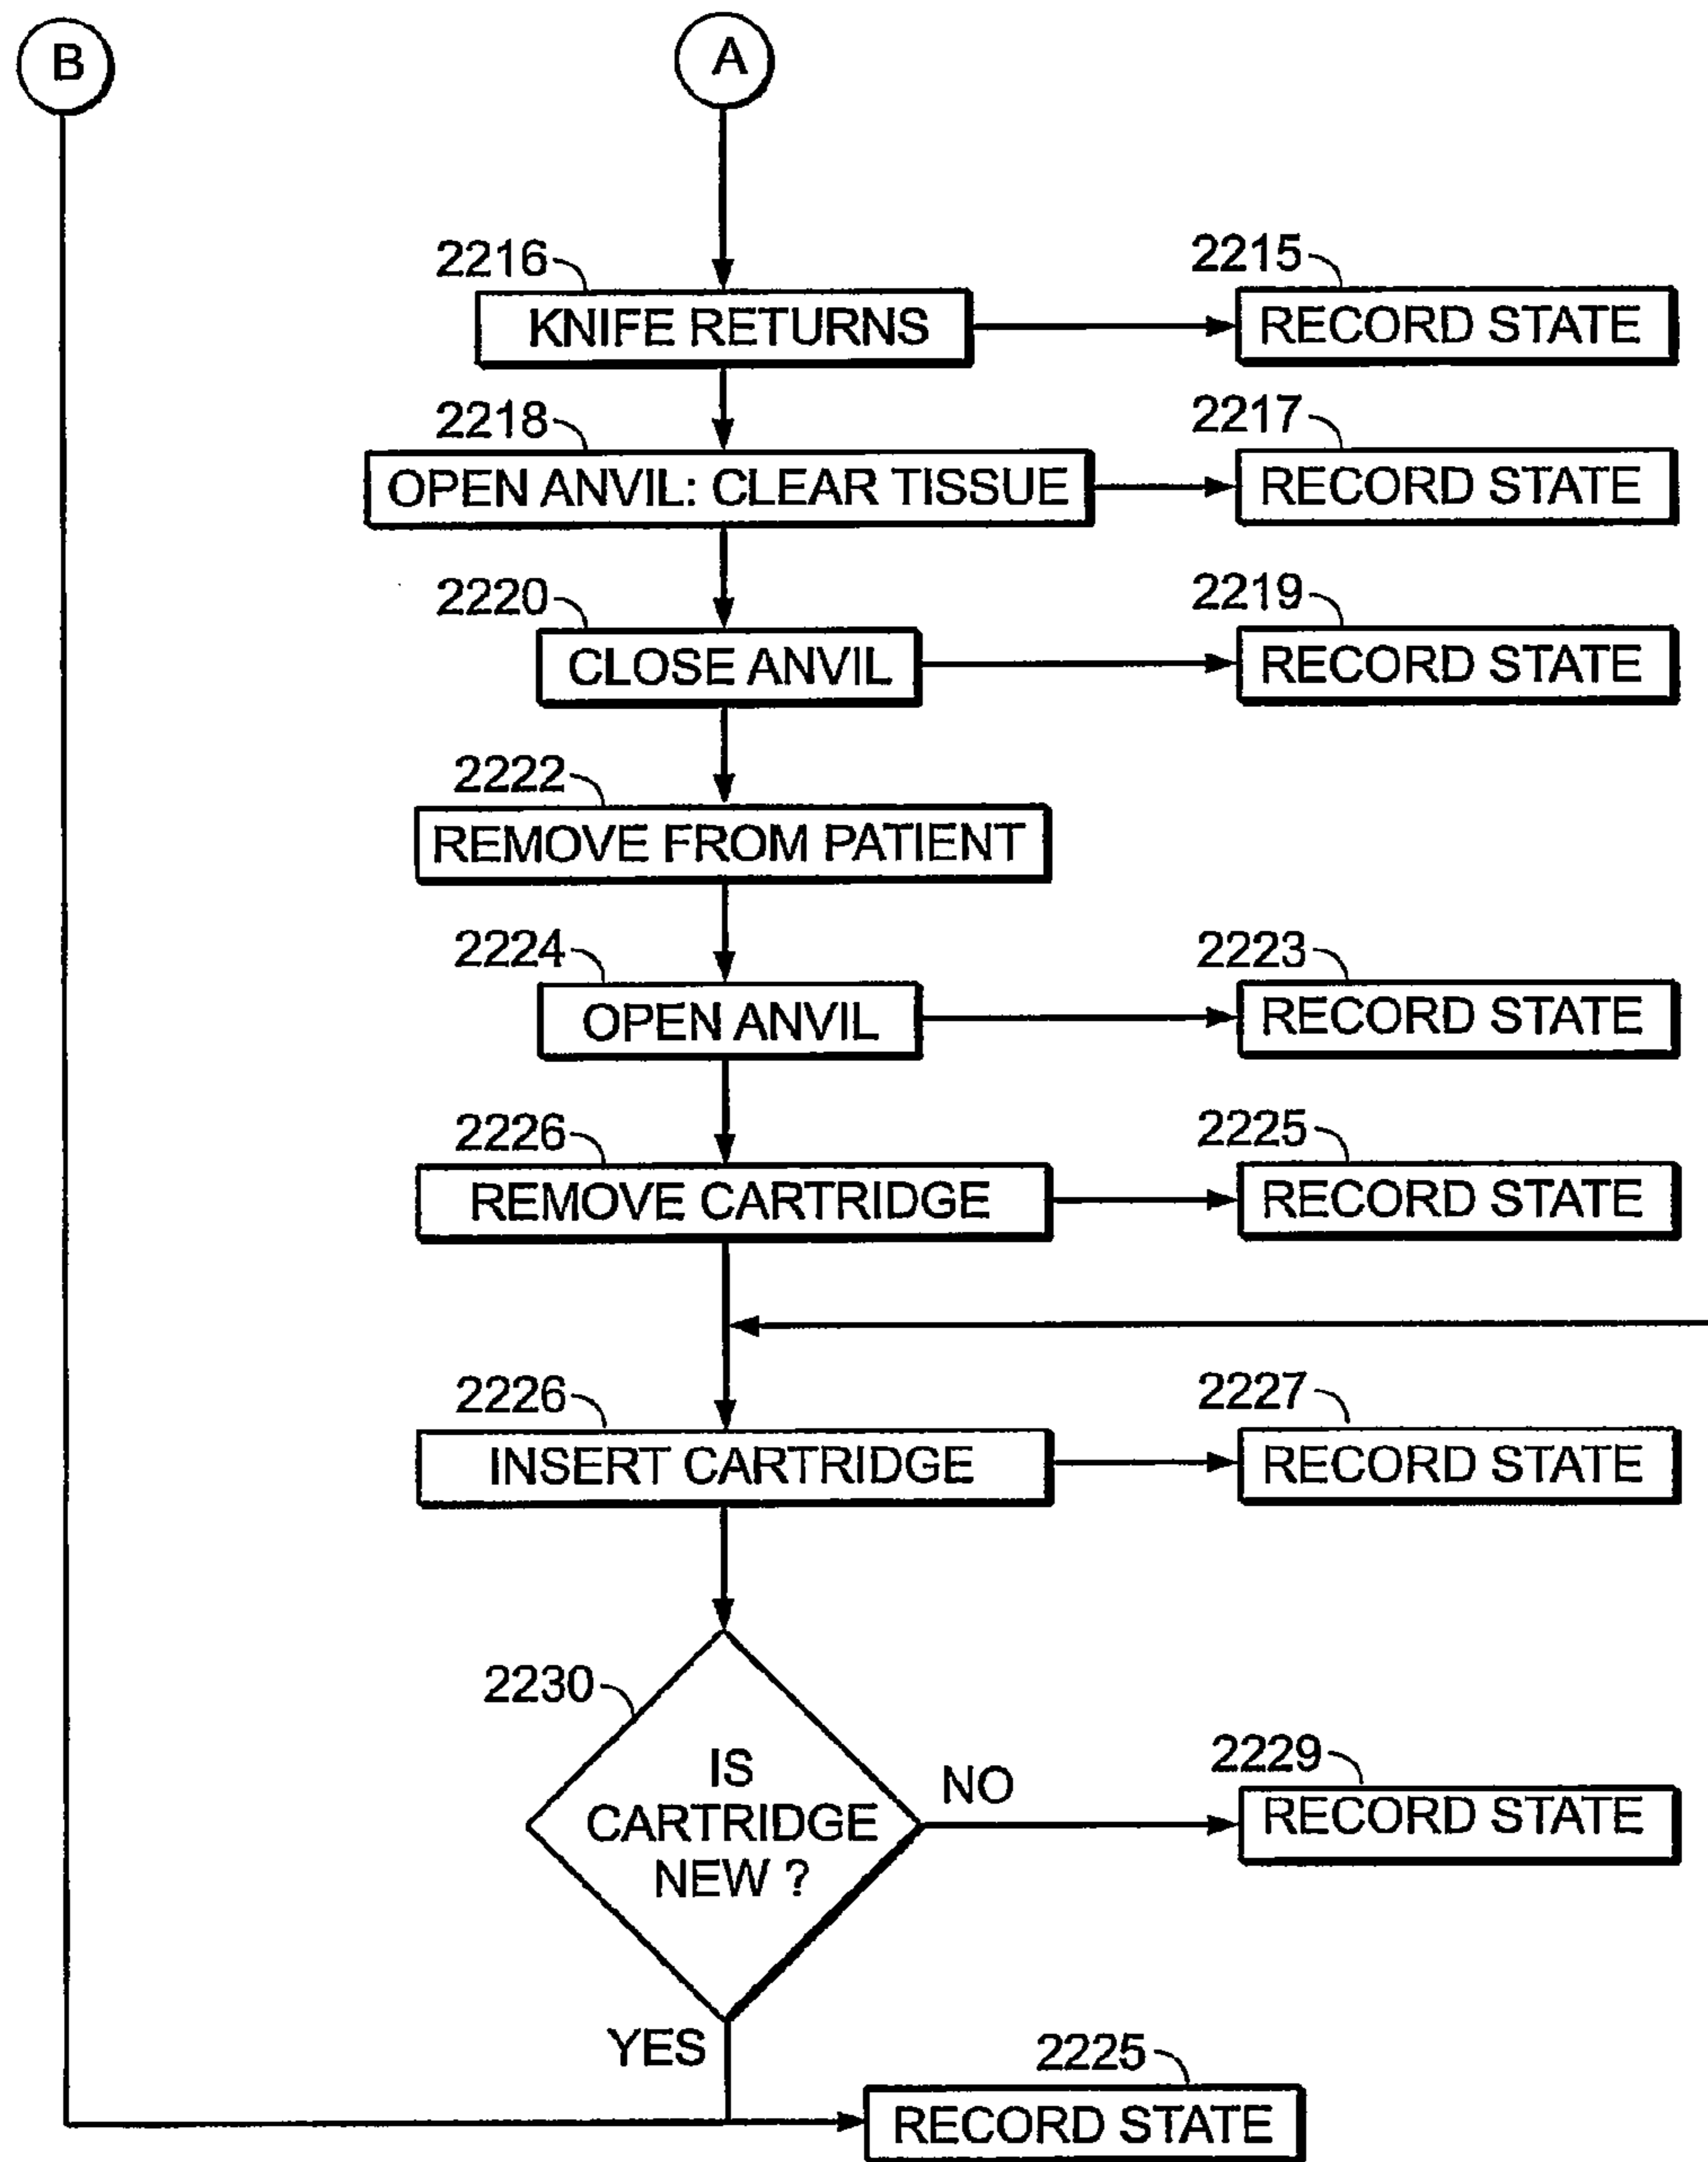 B
A
2216
2215
KNIFE RETURNS
RECORD STATE
2218
2217
OPEN ANVIL: CLEAR TISSUE
RECORD STATE
2220
2219
CLOSE ANVIL
RECORD STATE
2222
REMOVE FROM PATIENT
2224
2223
OPEN ANVIL
RECORD STATE
2226
2225
REMOVE CARTRIDGE
RECORD STATE
2226
2227
INSERT CARTRIDGE
RECORD STATE
2230
2229
IS
CARTRIDGE
NEW ?
NO
RECORD STATE
YES
2225
RECORD STATE